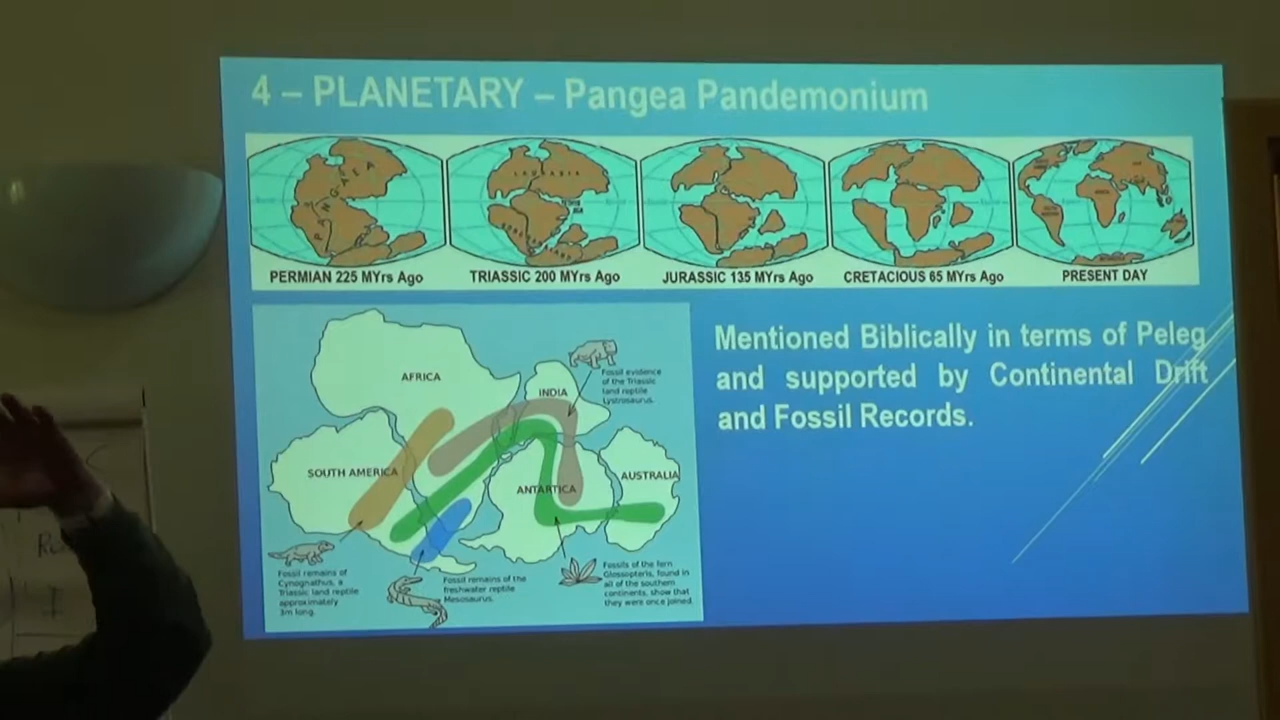 4 – PLANETARY – Pangea Pandemonium
PANGAEA
LAURASIA
PERMIAN 225 MYrs Ago
TRIASSIC 200 MYrs Ago
JURASSIC 135 MYrs Ago
CRETACIOUS 65 MYrs Ago
PRESENT DAY
Mentioned Biblically in terms of Peleg
and supported by Continental Drift
and Fossil Records.
AFRICA
INDIA
SOUTH AMERICA
ANTARTICA
AUSTRALIA
Fossil evidence
of the Triassic
land reptile
Lystrosaurus.
Fossil remains of
Cynognathus, a
Triassic land reptile
approximately
3m long.
Fossil remains of the
freshwater reptile
Mesosaurus.
Fossils of the fern
Glossopteris, found in
all of the southern
continents, show that
they were once joined.